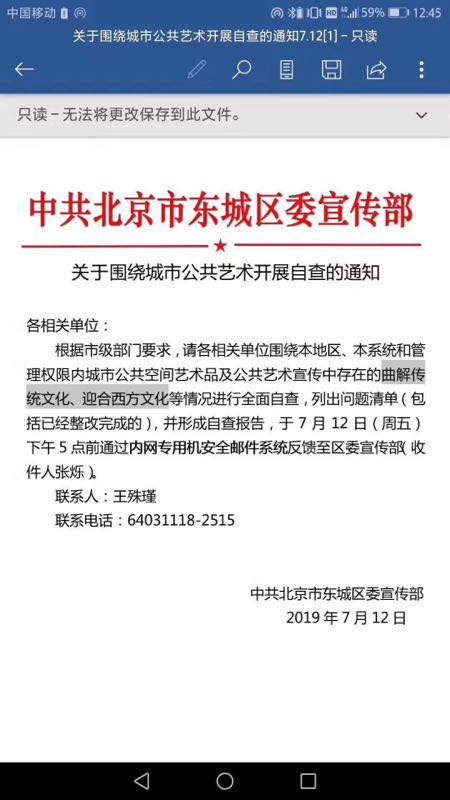 中国移动
HD 46 59% 12:45
关于围绕城市公共艺术开展自查的通知7.12[1] – 只读
只读 – 无法将更改保存到此文件。
中共北京市东城区委宣传部
关于围绕城市公共艺术开展自查的通知
各相关单位：
根据市级部门要求，请各相关单位围绕本地区、本系统和管
理权限内城市公共空间艺术品及公共艺术宣传中存在的曲解传
统文化、迎合西方文化等情况进行全面自查，列出问题清单（包
括已经整改完成的），并形成自查报告，于 7 月 12 日（周五）
下午 5 点前通过内网专用机安全邮件系统反馈至区委宣传部（收
件人张烁）。
联系人：王殊瑾
联系电话：64031118-2515
中共北京市东城区委宣传部
2019 年 7 月 12 日